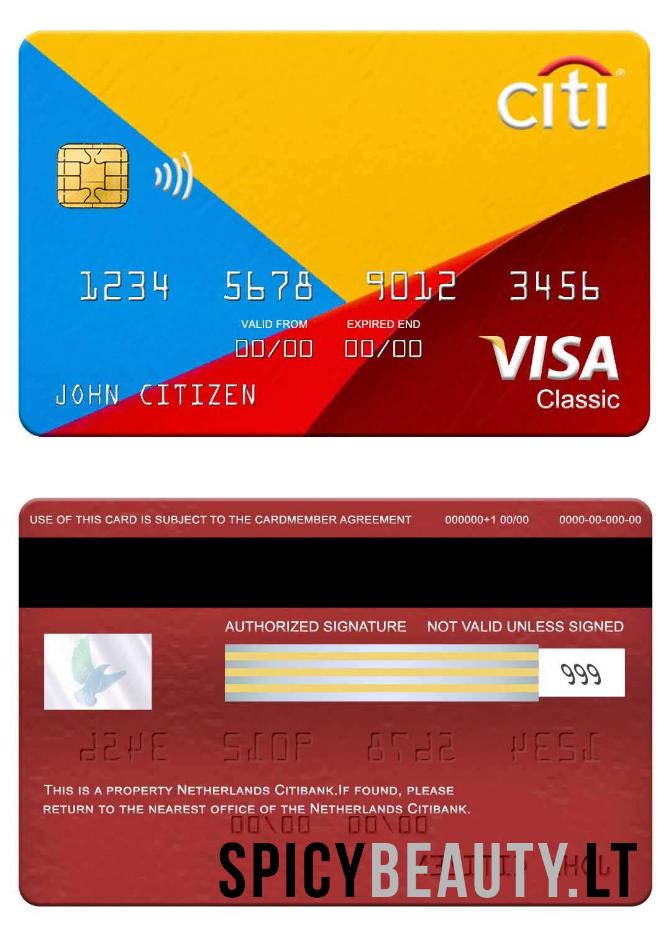 citi®
1234 5678 9012 3456
VALID FROM EXPIRED END
00/00 00/00
VISA
JOHN CITIZEN
Classic
USE OF THIS CARD IS SUBJECT TO THE CARDMEMBER AGREEMENT 000000+1 00/00 0000-00-000-00
AUTHORIZED SIGNATURE NOT VALID UNLESS SIGNED
999
THIS IS A PROPERTY NETHERLANDS CITIBANK.IF FOUND, PLEASE
RETURN TO THE NEAREST OFFICE OF THE NETHERLANDS CITIBANK.
00/00 00/00
SPICYBEAUTY.LT